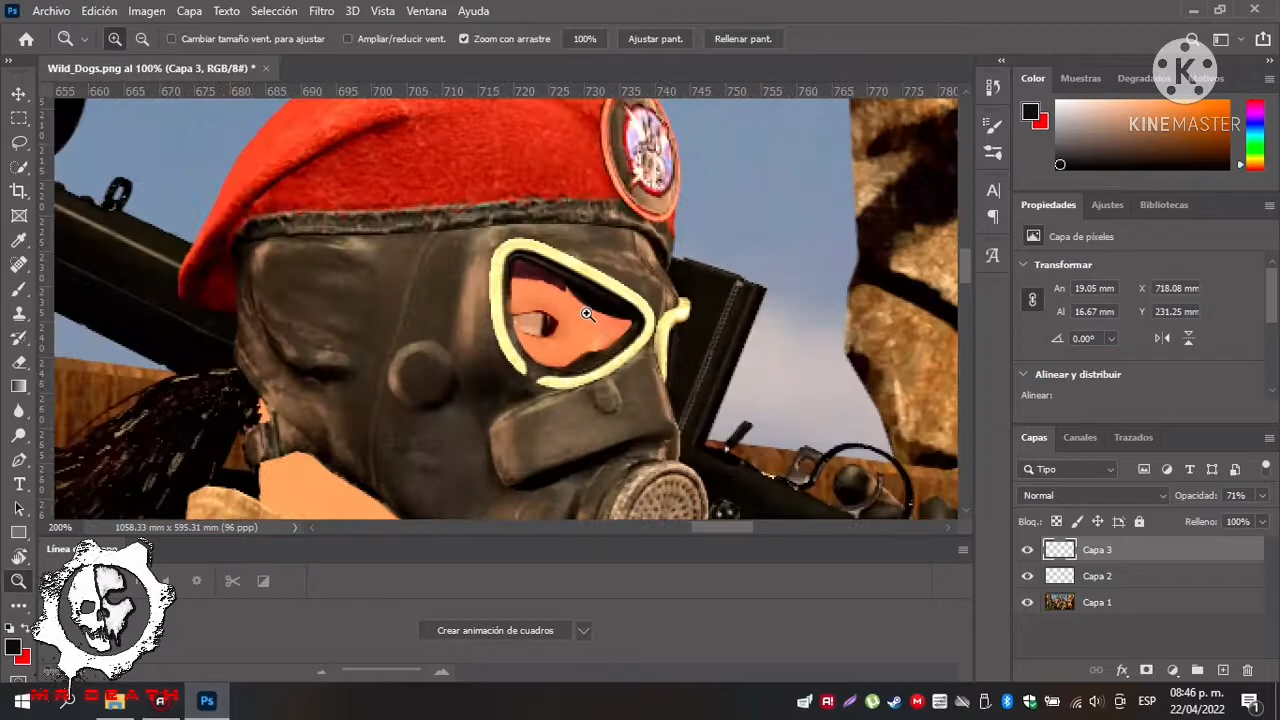 Ps Archivo Edición Imagen Capa Texto Selección Filtro 3D Vista Ventana Ayuda
Cambiar tamaño vent. para ajustar Ampliar/reducir vent. Zoom con arrastre 100% Ajustar pant. Rellenar pant.
K
KINEMASTER
Wild_Dogs.png al 100% (Capa 3, RGB/8#) * ×
655 660 665 670 675 680 685 690 695 700 705 710 715 720 725 730 735 740 745 750 755 760 765 770 775 780
Color Muestras Degradados Motivos
Propiedades Ajustes Bibliotecas
Capa de píxeles
Transformar
An 19.05 mm X 718.08 mm
Al 16.67 mm Y 231.25 mm
0.00°
Alinear y distribuir
Alinear:
Capas Canales Trazados
Tipo
Normal Opacidad: 71%
Bloq.: Relleno: 100%
Capa 3
Capa 2
Capa 1
200% 1058.33 mm x 595.31 mm (96 ppp)
Línea
Crear animación de cuadros
MR DEATH
ESP
08:46 p. m.
22/04/2022